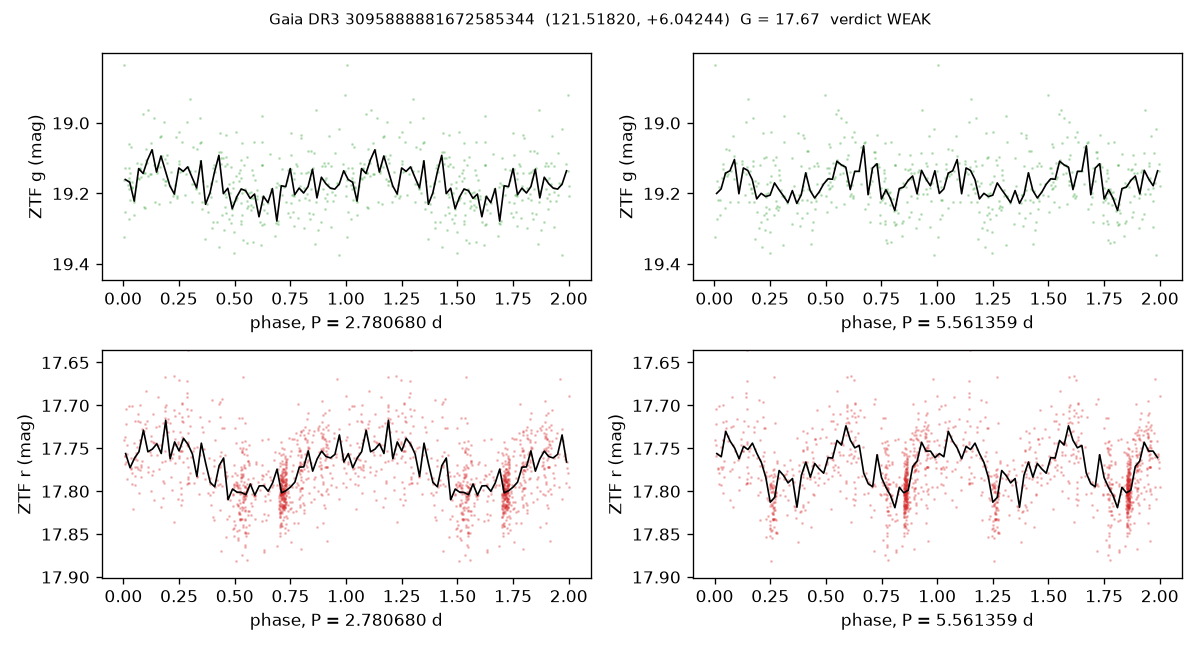 Gaia DR3 3095888881672585344 (121.51820, +6.04244) G = 17.67 verdict WEAK
ZTF g (mag)
19.0
19.2
19.4
0.00 0.25 0.50 0.75 1.00 1.25 1.50 1.75 2.00
phase, P = 2.780680 d
ZTF g (mag)
19.0
19.2
19.4
0.00 0.25 0.50 0.75 1.00 1.25 1.50 1.75 2.00
phase, P = 5.561359 d
ZTF r (mag)
17.65
17.70
17.75
17.80
17.85
17.90
0.00 0.25 0.50 0.75 1.00 1.25 1.50 1.75 2.00
phase, P = 2.780680 d
ZTF r (mag)
17.65
17.70
17.75
17.80
17.85
17.90
0.00 0.25 0.50 0.75 1.00 1.25 1.50 1.75 2.00
phase, P = 5.561359 d